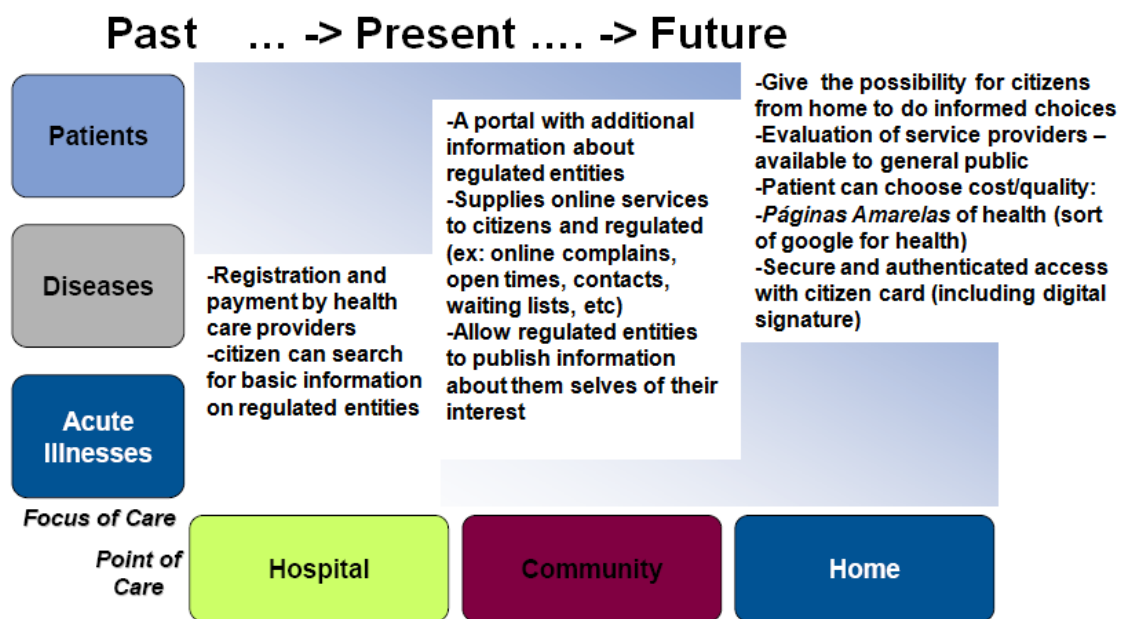 Past ... -> Present .... -> Future
Patients
Diseases
Acute
Illnesses
Focus of Care
Point of
Care
-Registration and
payment by health
care providers
-citizen can search
for basic information
on regulated entities
-A portal with additional
information about
regulated entities
-Supplies online services
to citizens and regulated
(ex: online complains,
open times, contacts,
waiting lists, etc)
-Allow regulated entities
to publish information
about them selves of their
interest
-Give the possibility for citizens
from home to do informed choices
-Evaluation of service providers –
available to general public
-Patient can choose cost/quality:
-Páginas Amarelas of health (sort
of google for health)
-Secure and authenticated access
with citizen card (including digital
signature)
Hospital
Community
Home